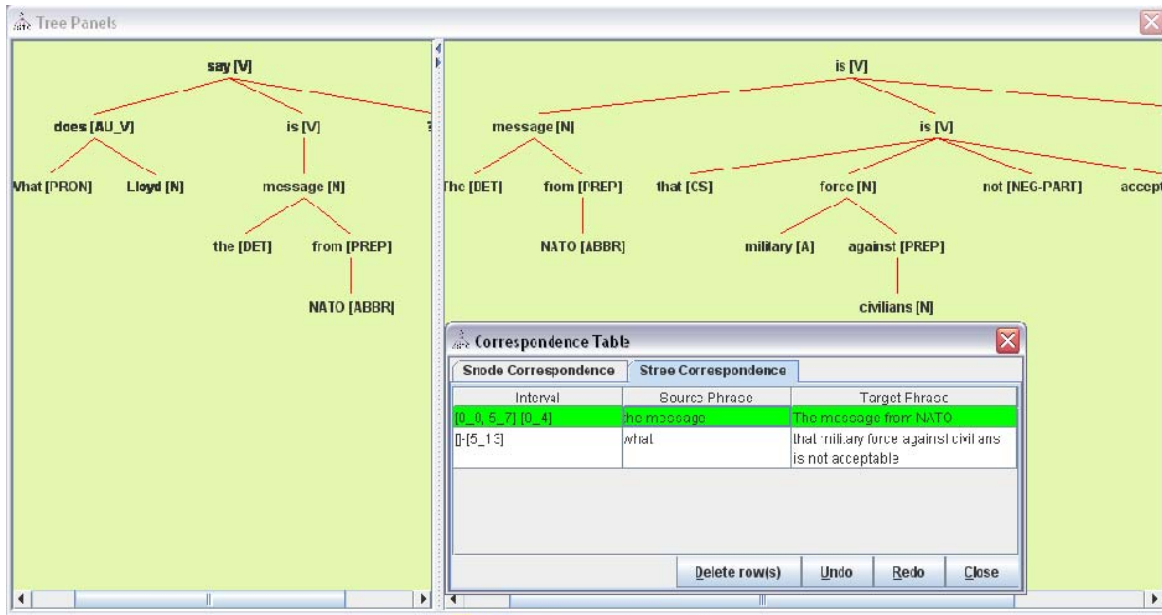 Tree Panels
say [V]
does [AU_V] is [V] ?
What [PRON] Lloyd [N] message [N]
the [DET] from [PREP]
NATO [ABBR]
is [V]
message [N] is [V]
The [DET] from [PREP] that [CS] force [N] not [NEG-PART] accept
NATO [ABBR] military [A] against [PREP]
civilians [N]
Correspondence Table
Snode Correspondence Stree Correspondence
Interval Source Phrase Target Phrase
[0_0, 5_7] [0_4] the message The message from NATO
[]-[5_13] what that military force against civilians
is not acceptable
Delete row(s) Undo Redo Close